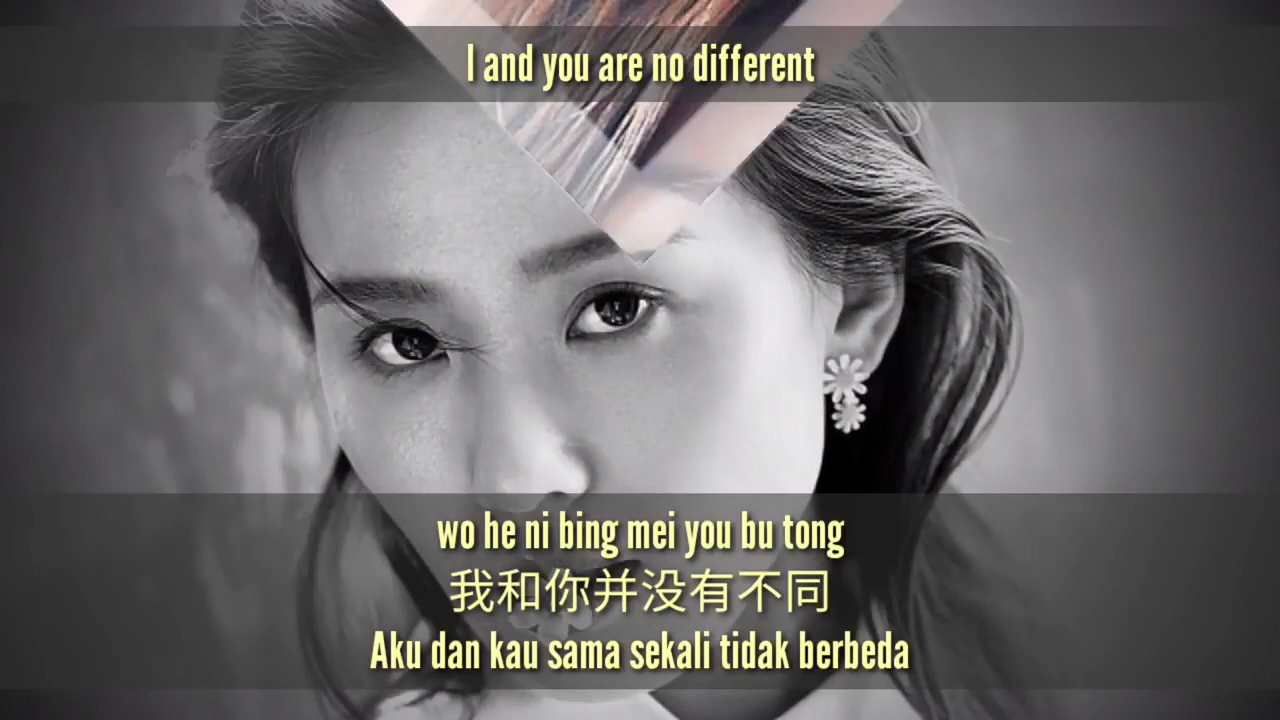 I and you are no different
wo he ni bing mei you bu tong
我和你并没有不同
Aku dan kau sama sekali tidak berbeda